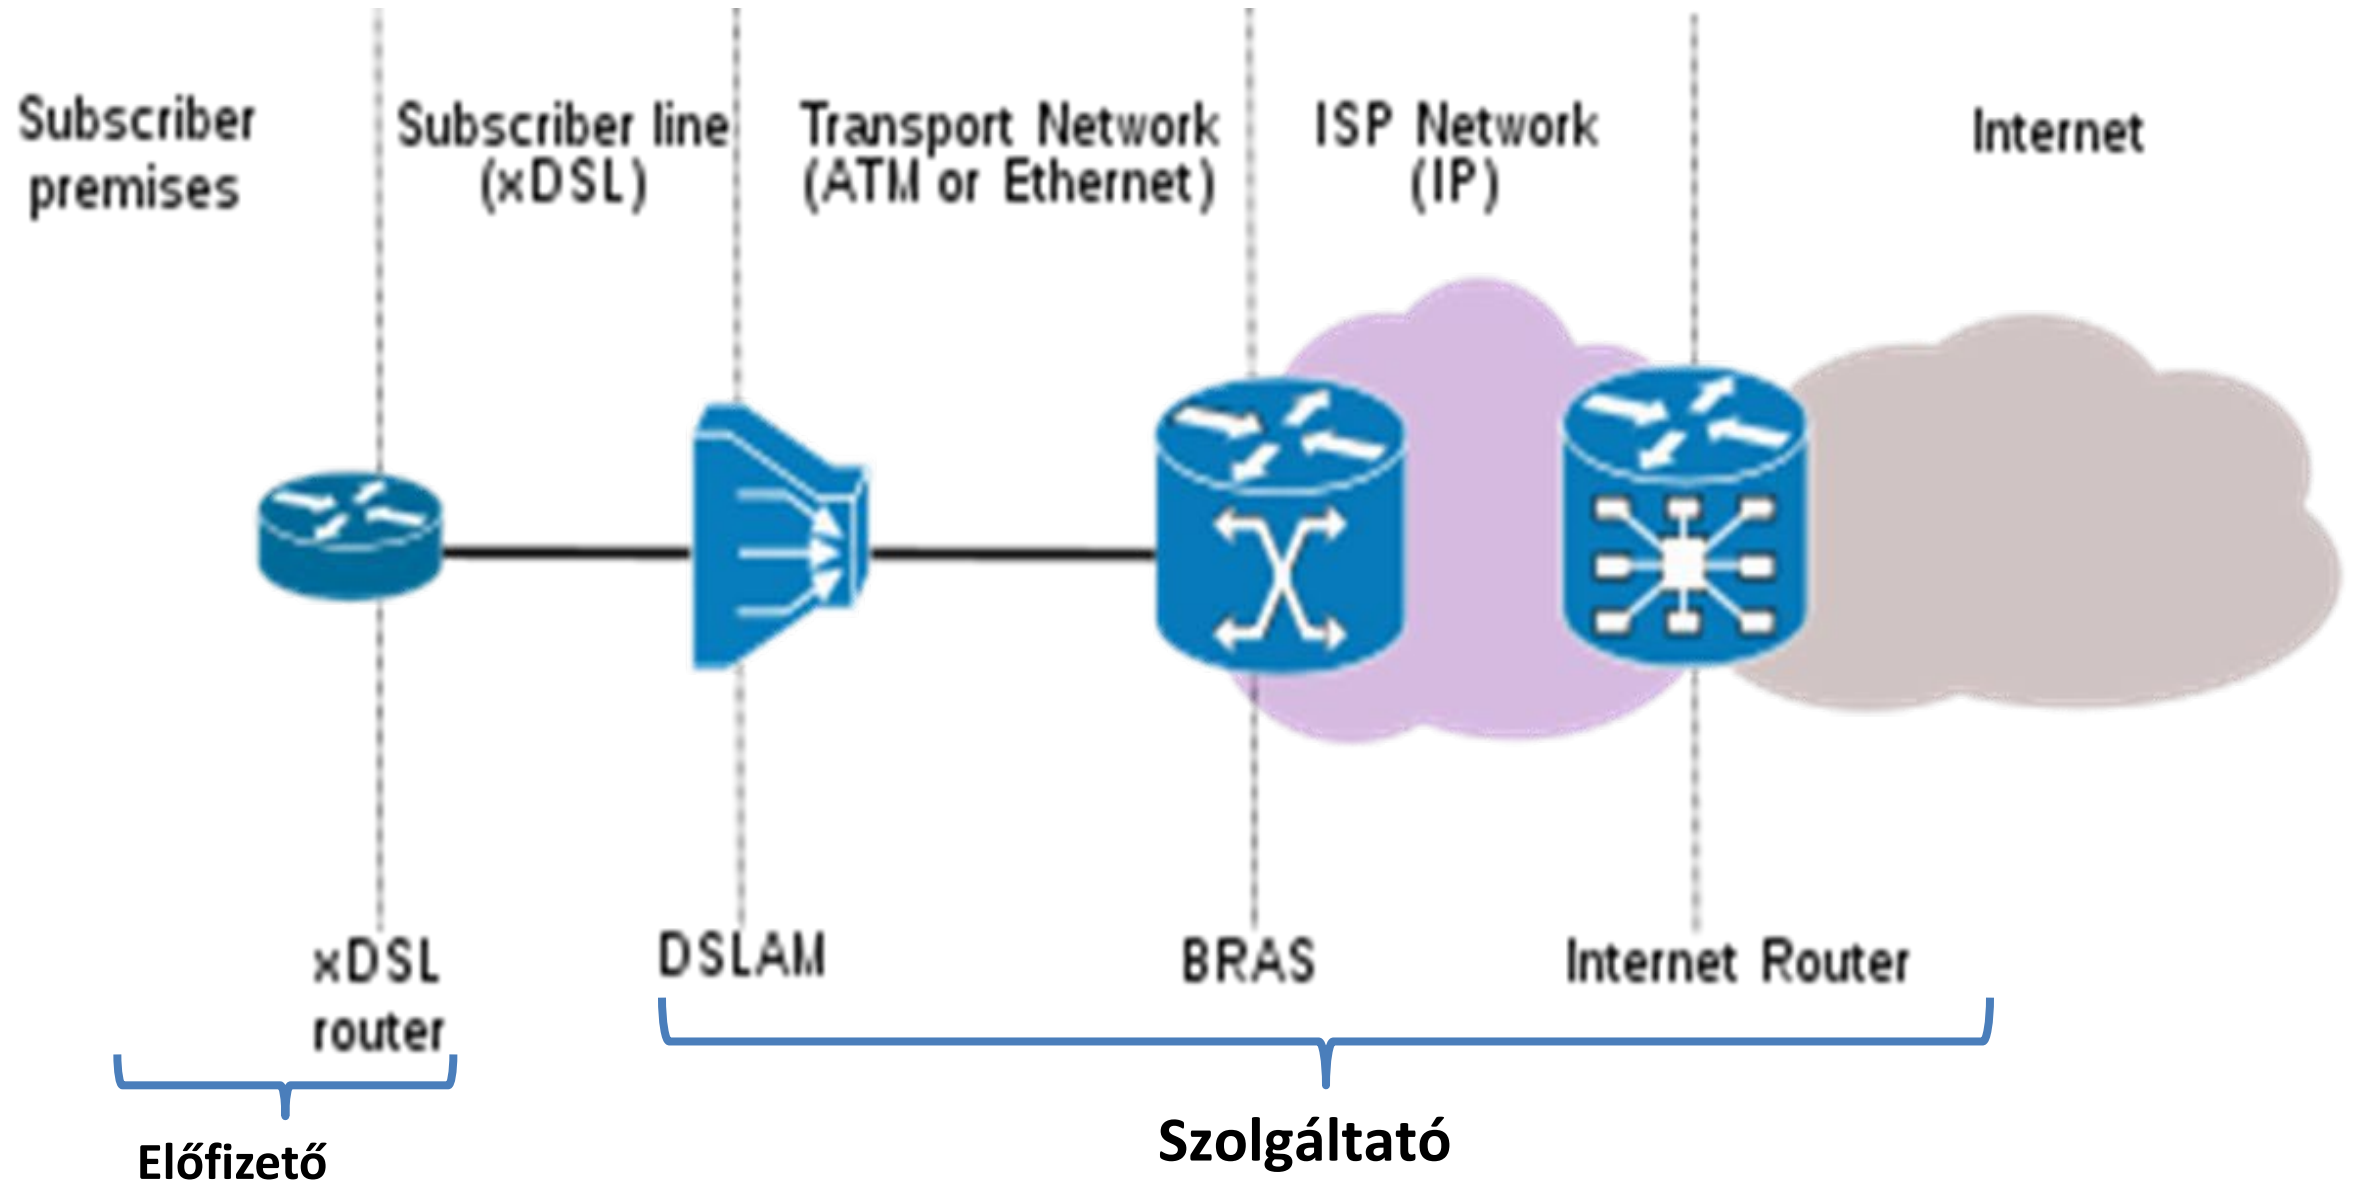 Subscriber
premises
Subscriber line
(xDSL)
Transport Network
(ATM or Ethernet)
ISP Network
(IP)
Internet
xDSL
router
DSLAM
BRAS
Internet Router
Előfizető
Szolgáltató